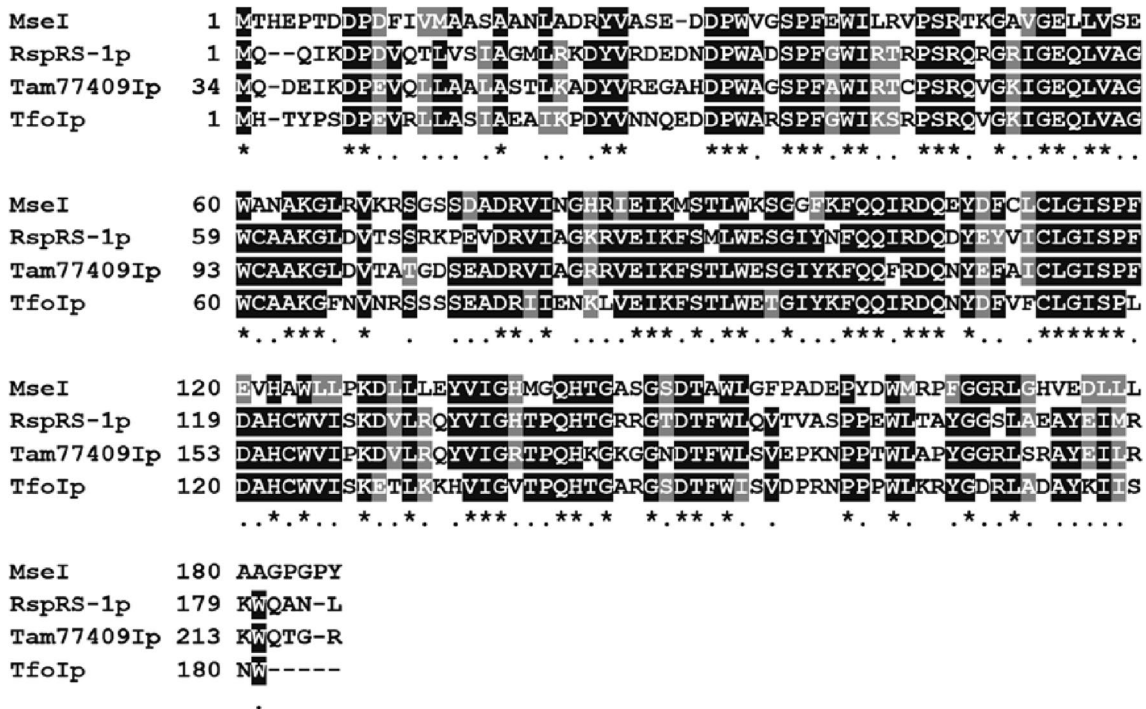 MseI 1 MTHEPTDDPDFIVMAASAANLADRYVASE-DDPWVGSPFEWILRVPSRTKGAVGELLVSE
RspRS-1p 1 MQ--QIKDPDVQTLVSIAGMLRKDYVRDEDNDPWADSPFGWIRTRPSRQRGRIGEQLVAG
Tam77409Ip 34 MQ-DEIKDPEVQLLAALASTLKADYVREGAHDPWAGSPFAWIRTCPSRQVGKIGEQLVAG
TfoIp 1 MH-TYPSDPEVRLLASIAEAIKPDYVNNQEDDPWARSPFGWIKSRPSRQVGKIGEQLVAG
* **.. .... .* . .. ** ***. ***.**.. ***. *..**.**..
MseI 60 WANAKGLRVKRSGSSDADRVINGHRIEIKMSTLWKSGGFKFQQIRDQEYDFCLCLGISPF
RspRS-1p 59 WCAAKGLDVTSSRKPEVDRVIAGKRVEIKFSMLWESGIYNFQQIRDQDYEYVICLGISPF
Tam77409Ip 93 WCAAKGLDVTATGDSEADRVIAGRRVEIKFSTLWESGIYKFQQFRDQNYEFAICLGISPF
TfoIp 60 WCAAKGFNVNRSSSSEADRIIENKLVEIKFSTLWETGIYKFQQIRDQNYDFVFCLGISPL
*..***. * . ...**.* ...***.*.**.*...***.***.*.. .******.
MseI 120 EVHAWLLPKDLLLEYVIGHMGQHTGASGSDTAWLGFPADEPYDWMRPFGGRLGHVEDLLL
RspRS-1p 119 DAHCWVISKDVLRQYVIGHTPQHTGRRGTDTFWLQVTVASPPEWLTAYGGSLAEAYEIMR
Tam77409Ip 153 DAHCWVIPKDVLRQYVIGRTPQHKGKGGNDTFWLSVEPKNPPTWLAPYGGRLSRAYEILR
TfoIp 120 DAHCWVISKETLKKHVIGVTPQHTGARGSDTFWISVDPRNPPPWLKRYGDRLADAYKIIS
..*.*.. *. *. .***...**.* *.**.*. . *. *. .*..*. .....
MseI 180 AAGPGPY
RspRS-1p 179 KWQAN-L
Tam77409Ip 213 KWQTG-R
TfoIp 180 NW-----
.